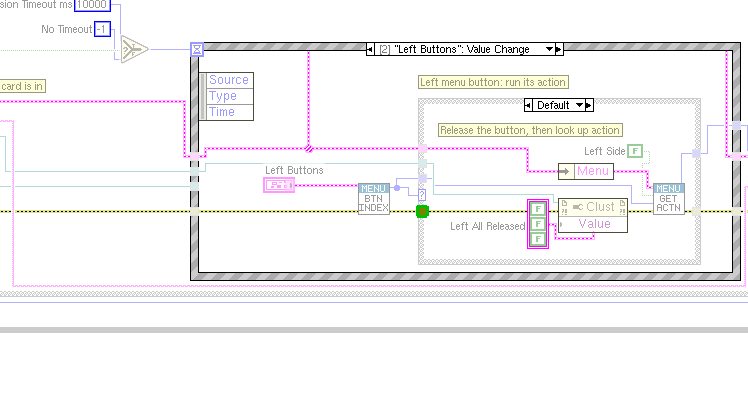 sion Timeout ms 10000
No Timeout -1
[2] "Left Buttons": Value Change
card is in
Source
Type
Time
Left menu button: run its action
Default
Release the button, then look up action
Left Side F
Left Buttons
Menu
MENU
BTN
INDEX
MENU
GET
ACTN
?
Clust
Value
Left All Released
F
F
F